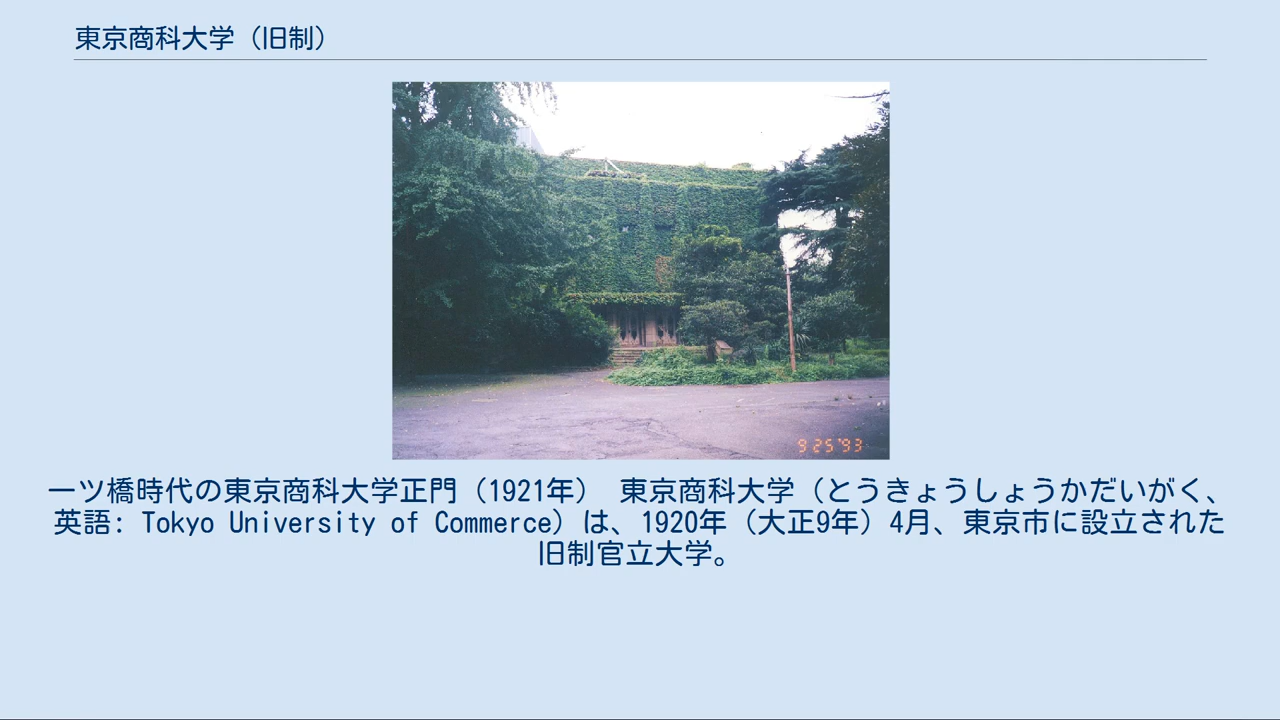 東京商科大学（旧制）
9 25 '93
一ツ橋時代の東京商科大学正門（1921年）　東京商科大学（とうきょうしょうかだいがく、
英語: Tokyo University of Commerce）は、1920年（大正9年）4月、東京市に設立された
旧制官立大学。